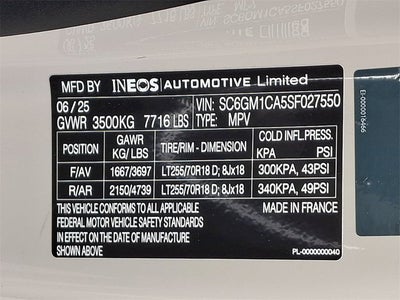 MFD BY INEOS AUTOMOTIVE Limited
06 / 25 VIN: SC6GM1CA5SF027550
GVWR 3500KG 7716 LBS TYPE: MPV
POSITION GAWR KG/LBS TIRE/RIM - DIMENSION COLD INFL.PRESS. KPA PSI
F/AV 1667/3697 LT255/70R18 D; 8Jx18 300KPA, 43PSI
R/AR 2150/4739 LT255/70R18 D; 8Jx18 340KPA, 49PSI
THIS VEHICLE CONFORMS TO ALL APPLICABLE MADE IN FRANCE
FEDERAL MOTOR VEHICLE SAFETY STANDARDS
IN EFFECT ON THE DATE OF MANUFACTURE
SHOWN ABOVE PL-0000000040